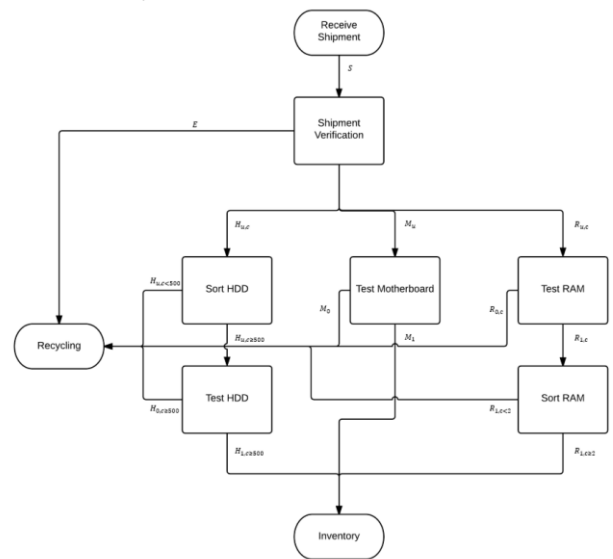 Receive
Shipment
S
Shipment
Verification
E
H_{u,c}
M_u
R_{u,c}
H_{u,c<500}
Sort HDD
Test Motherboard
Test RAM
M_0
R_{0,c}
Recycling
H_{u,c≥500}
M_1
R_{1,c}
Test HDD
Sort RAM
H_{0,c≥500}
R_{1,c<2}
H_{1,c≥500}
R_{1,c≥2}
Inventory